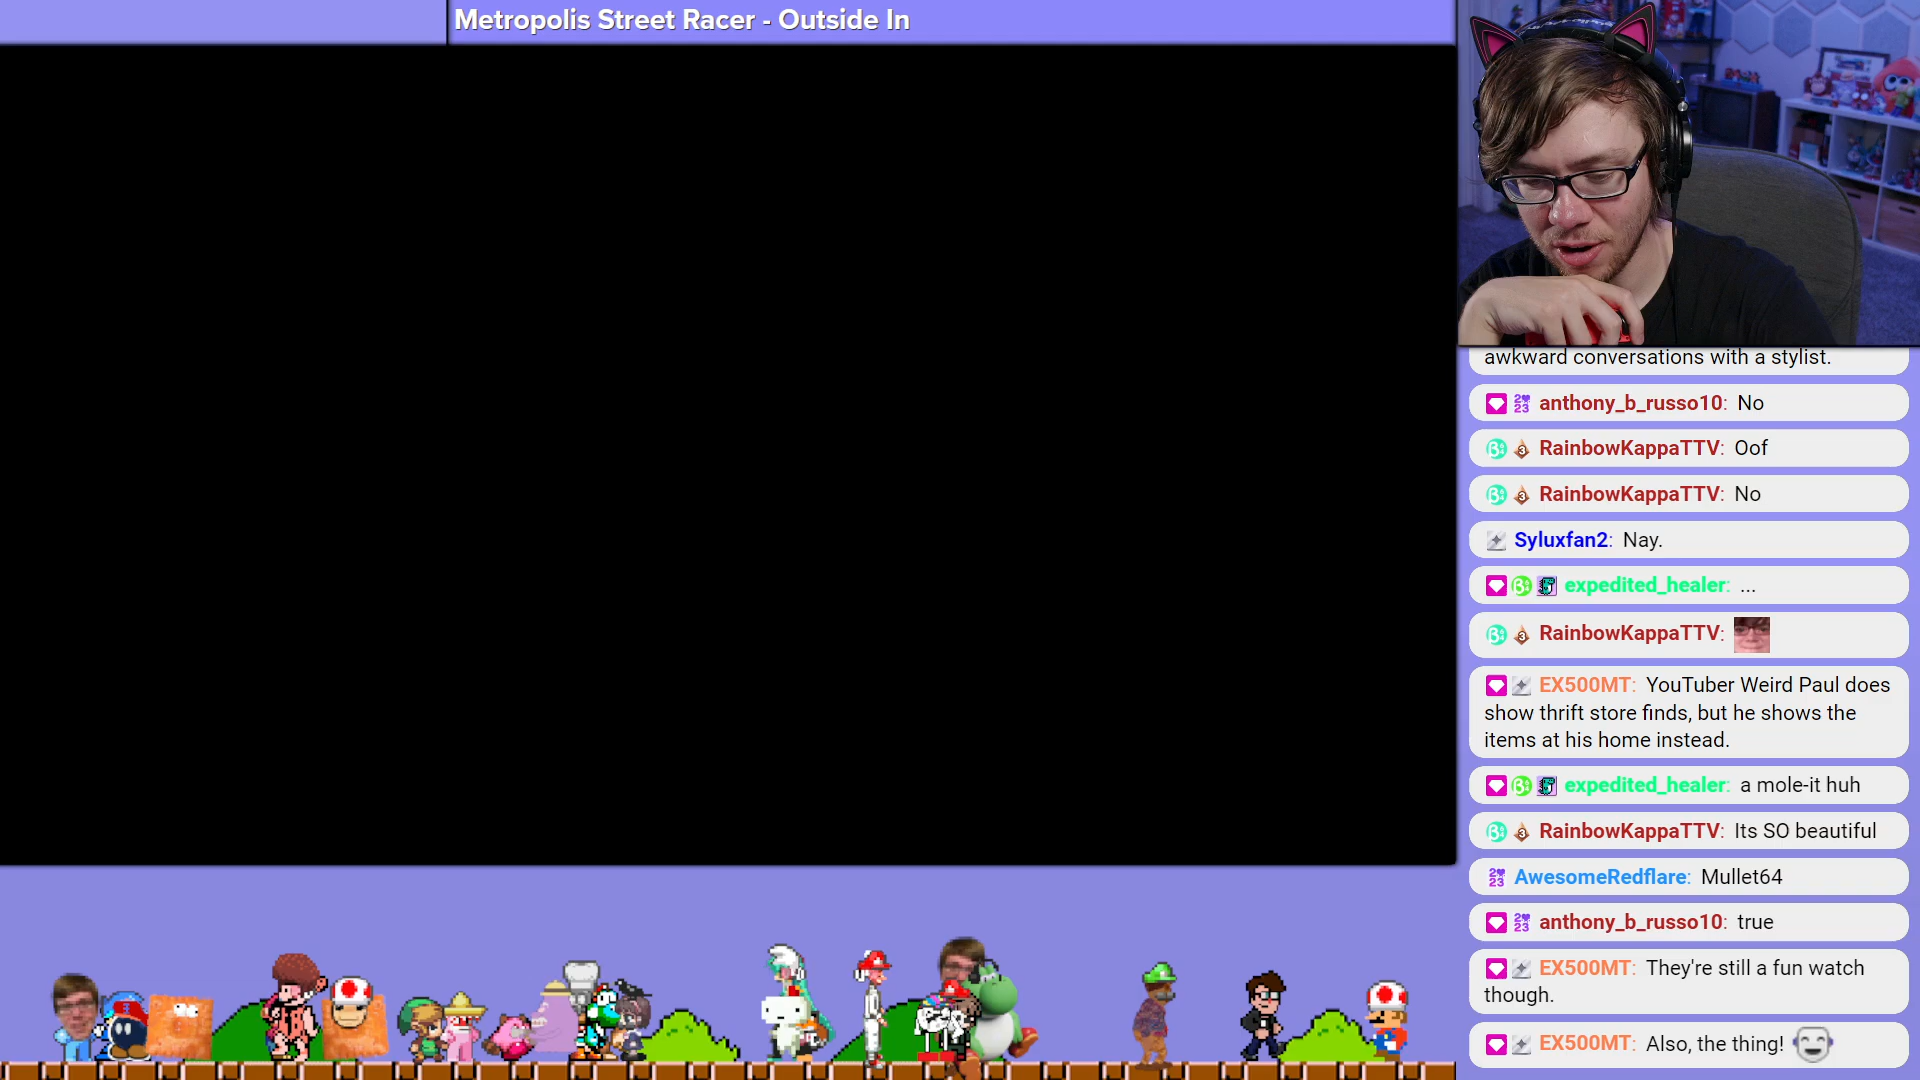 Metropolis Street Racer - Outside In
awkward conversations with a stylist.
anthony_b_russo10: No
RainbowKappaTTV: Oof
RainbowKappaTTV: No
Syluxfan2: Nay.
expedited_healer: ...
RainbowKappaTTV:
EX500MT: YouTuber Weird Paul does
show thrift store finds, but he shows the
items at his home instead.
expedited_healer: a mole-it huh
RainbowKappaTTV: Its SO beautiful
AwesomeRedflare: Mullet64
anthony_b_russo10: true
EX500MT: They're still a fun watch
though.
EX500MT: Also, the thing!